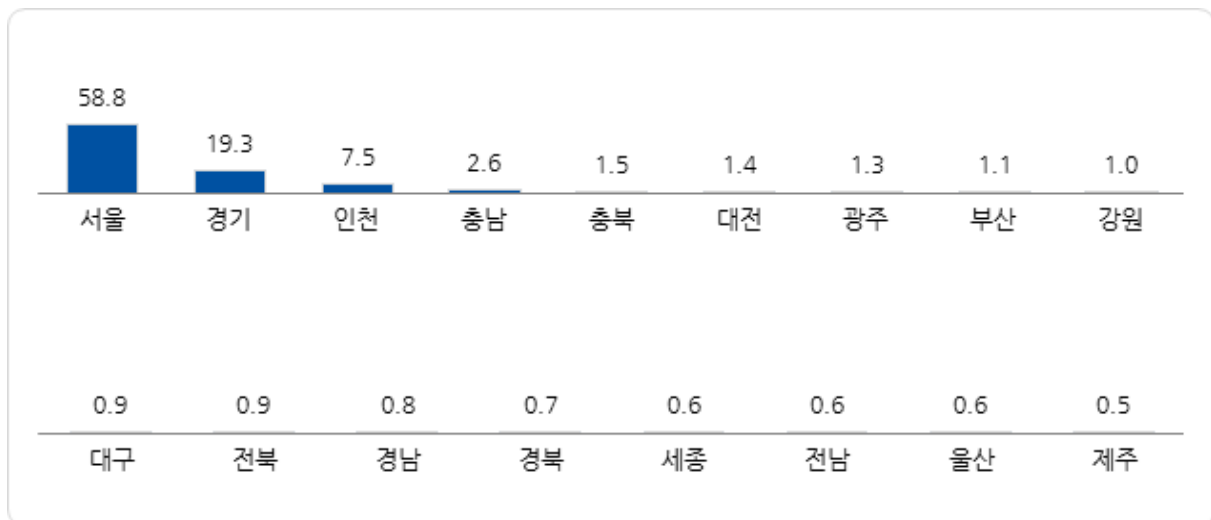 58.8 19.3 7.5 2.6 1.5 1.4 1.3 1.1 1.0
서울 경기 인천 충남 충북 대전 광주 부산 강원
0.9 0.9 0.8 0.7 0.6 0.6 0.6 0.5
대구 전북 경남 경북 세종 전남 울산 제주